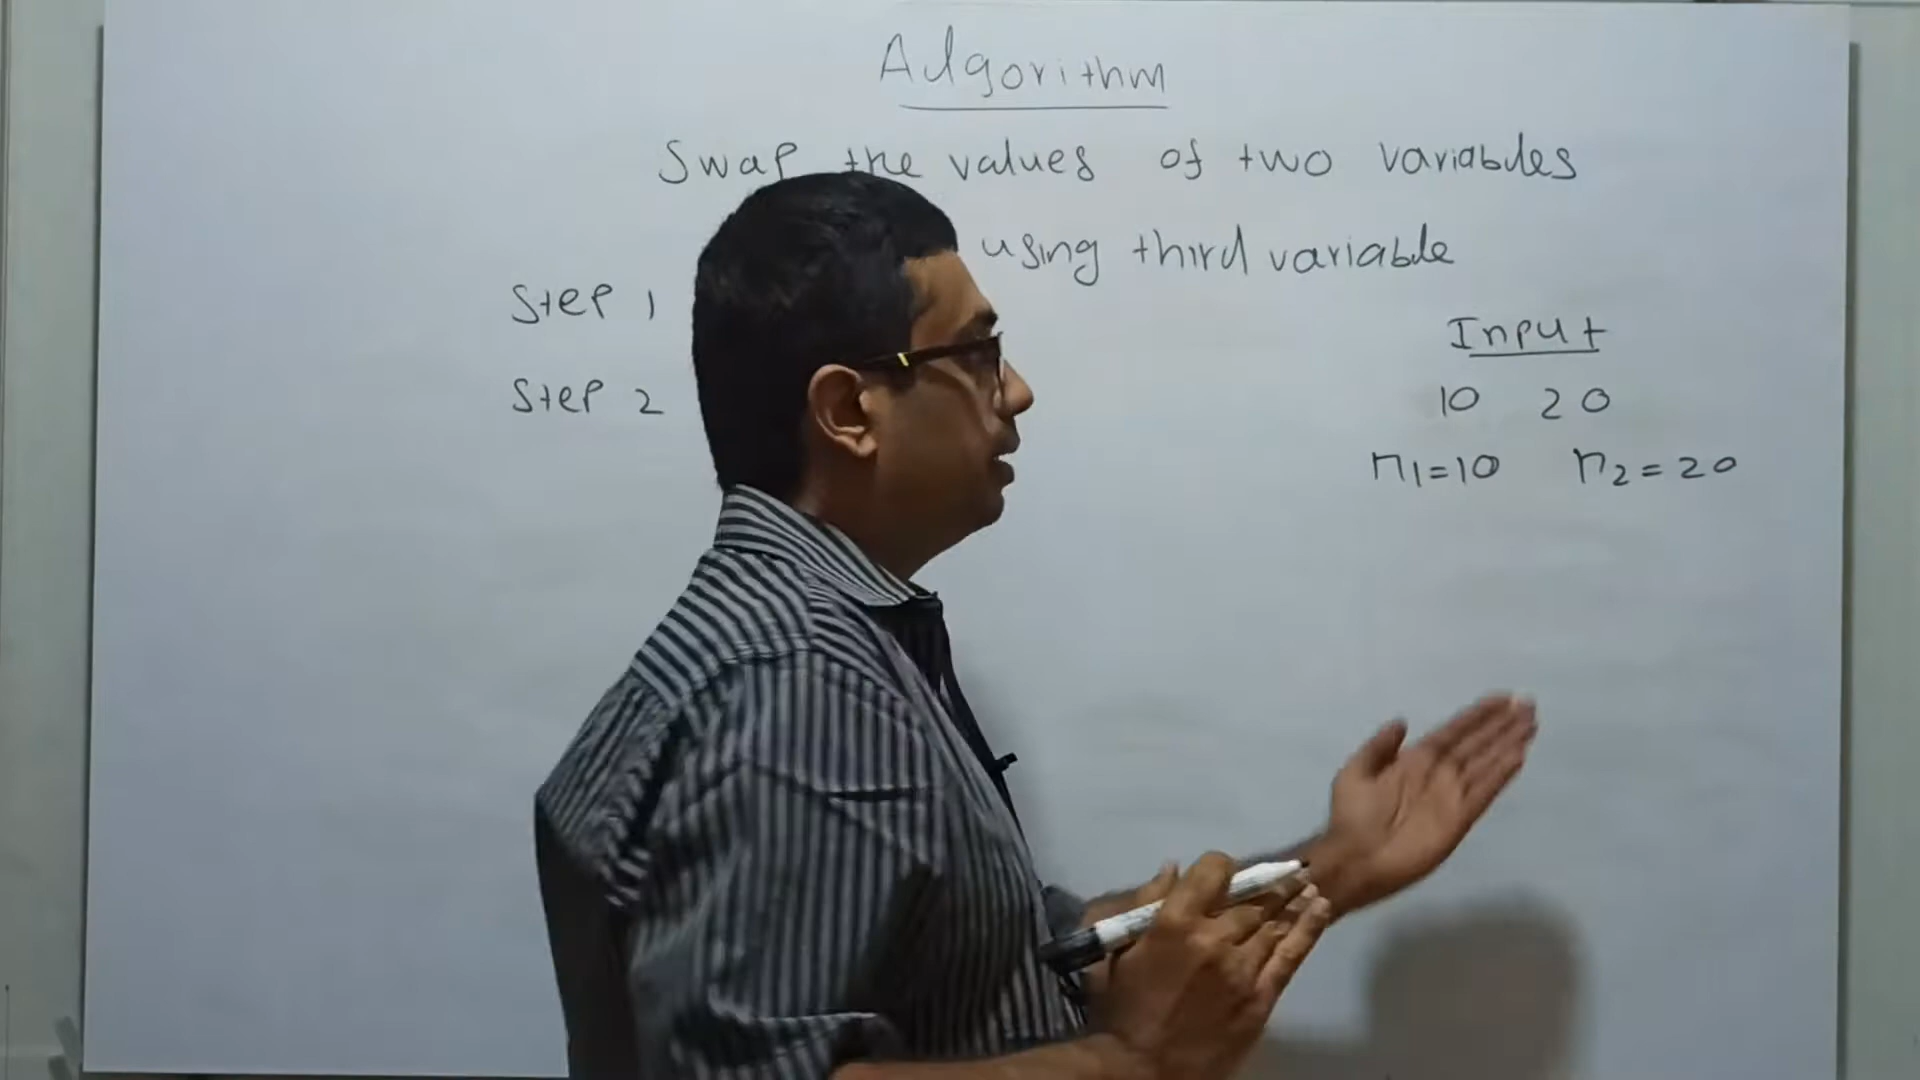 Algorithm
Swap the values of two variables
using third variable
Step 1
Step 2
Input
10 20
n1=10 n2=20